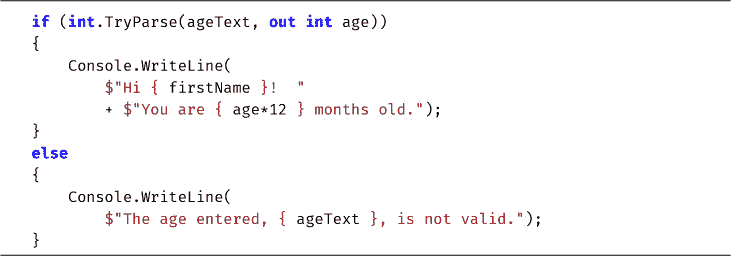 if (int.TryParse(ageText, out int age))
{
    Console.WriteLine(
        $"Hi { firstName }!  "
        + $"You are { age*12 } months old.");
}
else
{
    Console.WriteLine(
        $"The age entered, { ageText }, is not valid.");
}